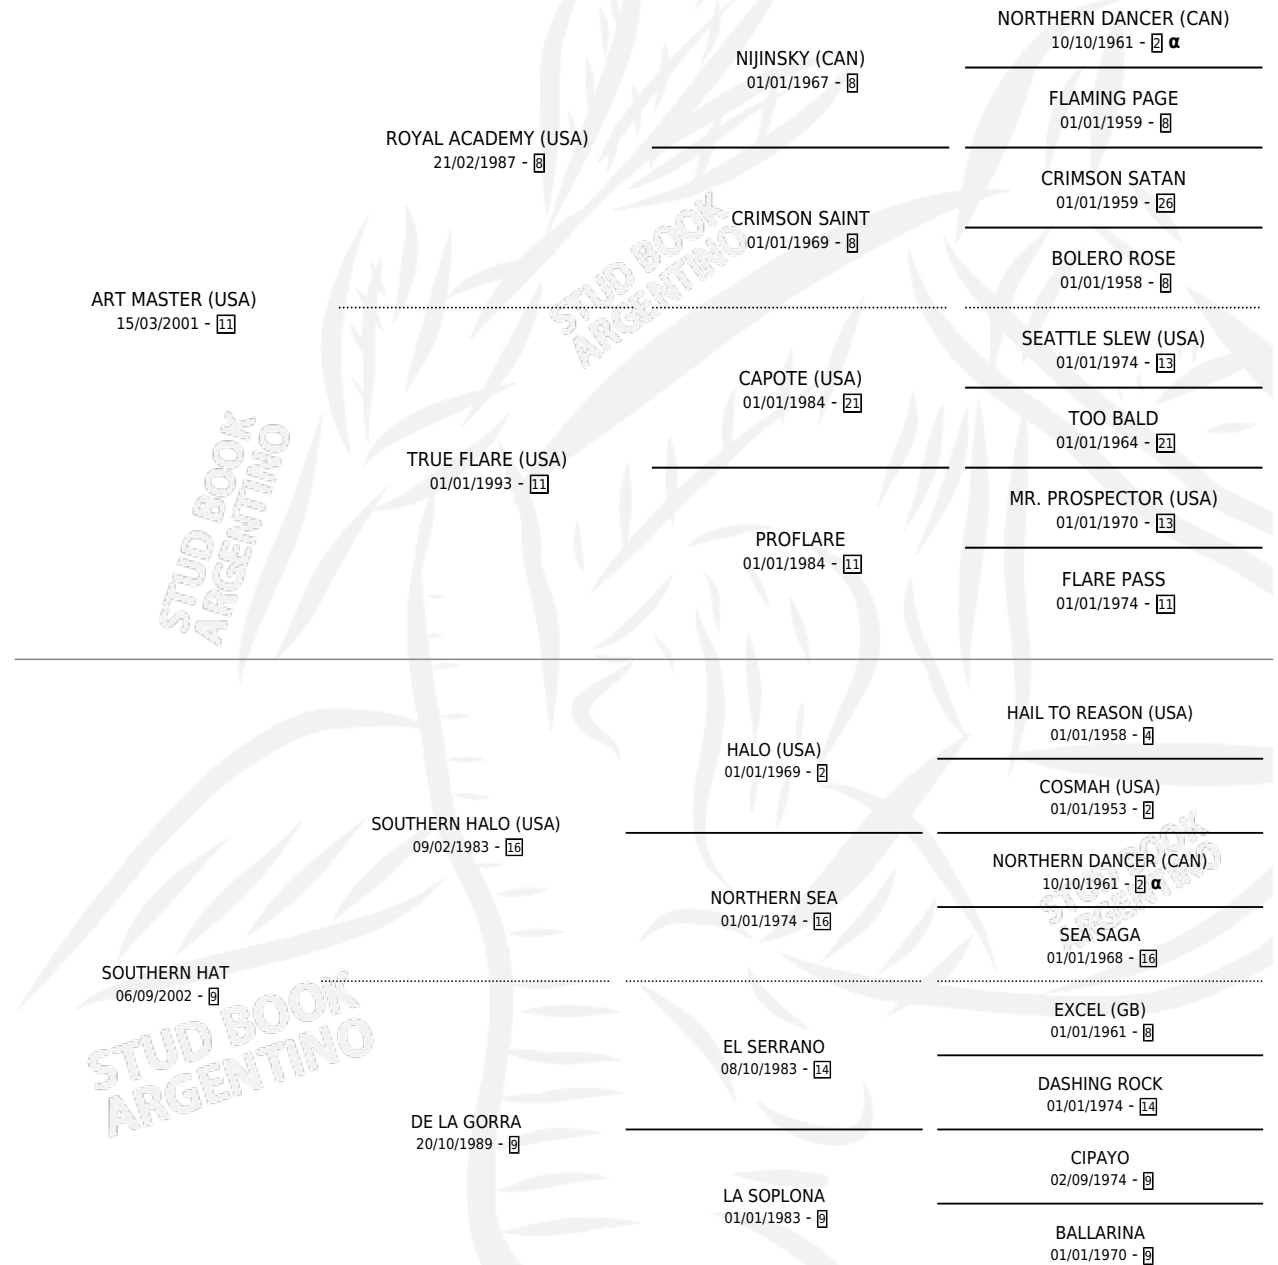 NORTHERN DANCER (CAN)
10/10/1961 - 2 α
NIJINSKY (CAN)
01/01/1967 - 8
FLAMING PAGE
01/01/1959 - 8
ROYAL ACADEMY (USA)
21/02/1987 - 8
CRIMSON SATAN
01/01/1959 - 26
CRIMSON SAINT
01/01/1969 - 8
BOLERO ROSE
01/01/1958 - 8
ART MASTER (USA)
15/03/2001 - 11
SEATTLE SLEW (USA)
01/01/1974 - 13
CAPOTE (USA)
01/01/1984 - 21
TOO BALD
01/01/1964 - 21
TRUE FLARE (USA)
01/01/1993 - 11
MR. PROSPECTOR (USA)
01/01/1970 - 13
PROFLARE
01/01/1984 - 11
FLARE PASS
01/01/1974 - 11
STUD BOOK
ARGENTINO
STUD BOOK
ARGENTINO
HAIL TO REASON (USA)
01/01/1958 - 4
HALO (USA)
01/01/1969 - 2
COSMAH (USA)
01/01/1953 - 2
SOUTHERN HALO (USA)
09/02/1983 - 16
NORTHERN DANCER (CAN)
10/10/1961 - 2 α
NORTHERN SEA
01/01/1974 - 16
SEA SAGA
01/01/1968 - 16
SOUTHERN HAT
06/09/2002 - 9
EXCEL (GB)
01/01/1961 - 8
EL SERRANO
08/10/1983 - 14
DASHING ROCK
01/01/1974 - 14
DE LA GORRA
20/10/1989 - 9
CIPAYO
02/09/1974 - 9
LA SOPLONA
01/01/1983 - 9
BALLARINA
01/01/1970 - 9
STUD BOOK
ARGENTINO
STUD BOOK
ARGENTINO